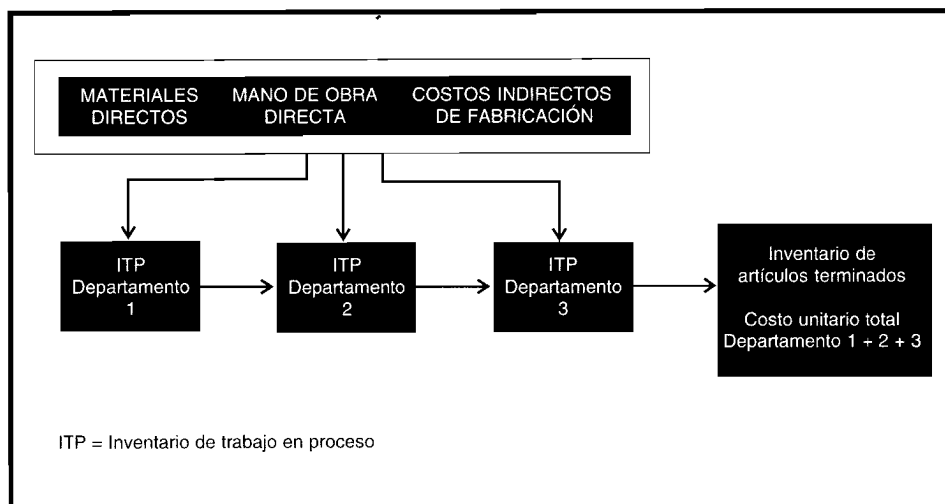 MATERIALES
DIRECTOS
MANO DE OBRA
DIRECTA
COSTOS INDIRECTOS
DE FABRICACIÓN
ITP
Departamento
1
ITP
Departamento
2
ITP
Departamento
3
Inventario de
artículos terminados
Costo unitario total
Departamento 1 + 2 + 3
ITP = Inventario de trabajo en proceso